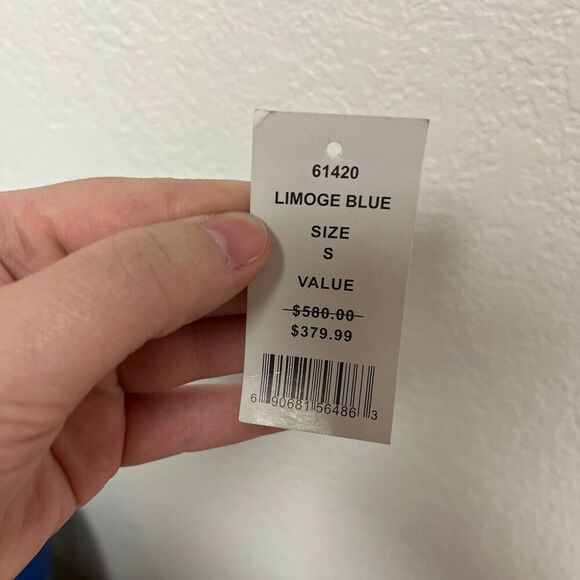 61420
LIMOGE BLUE
SIZE
S
VALUE
$580.00
$379.99
6 90681 56486 3